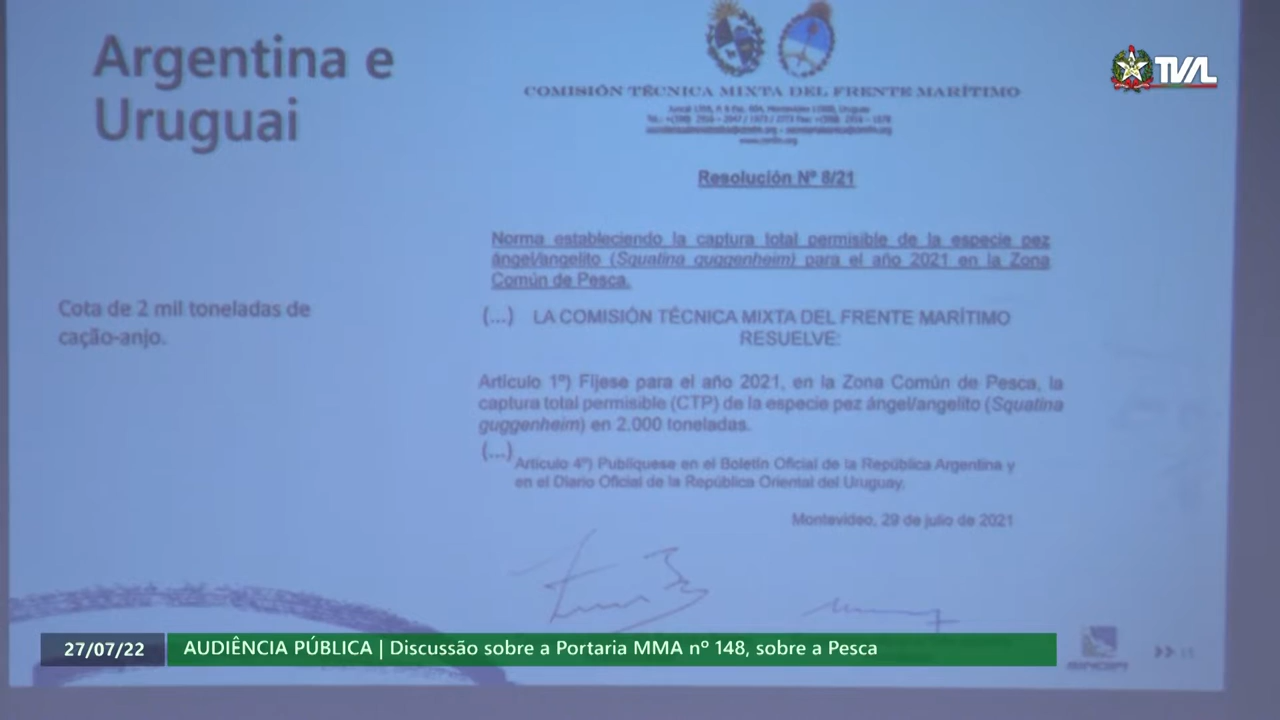 Argentina e
Uruguai
TVAL
COMISIÓN TÉCNICA MIXTA DEL FRENTE MARÍTIMO
Resolución Nº 8/21
Norma estableciendo la captura total permisible de la especie pez
ángel/angelito (Squatina guggenheim) para el año 2021 en la Zona
Común de Pesca.
Cota de 2 mil toneladas de
cação-anjo.
(...) LA COMISIÓN TÉCNICA MIXTA DEL FRENTE MARÍTIMO
RESUELVE:
Artículo 1º) Fíjese para el año 2021, en la Zona Común de Pesca, la
captura total permisible (CTP) de la especie pez ángel/angelito (Squatina
guggenheim) en 2.000 toneladas.
(...)
Artículo 4º) Publíquese en el Boletín Oficial de la República Argentina y
en el Diario Oficial de la República Oriental del Uruguay.
Montevideo, 29 de julio de 2021
27/07/22
AUDIÊNCIA PÚBLICA | Discussão sobre a Portaria MMA nº 148, sobre a Pesca